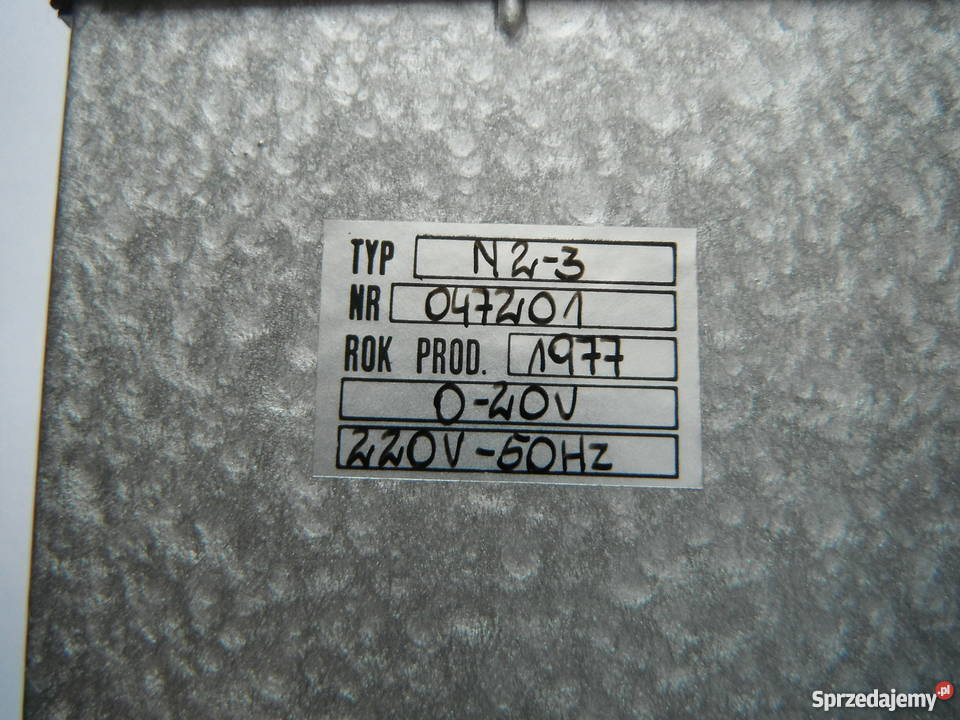 TYP N2-3
NR 047201
ROK PROD. 1977
0-20V
220V-50Hz
Sprzedajemy.pl